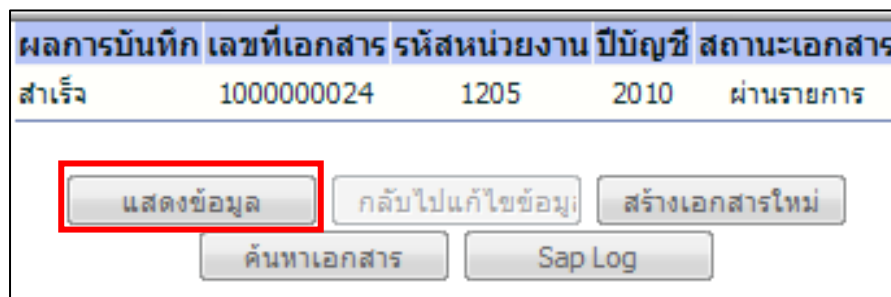 ผลการบันทึก เลขที่เอกสาร รหัสหน่วยงาน ปีบัญชี สถานะเอกสาร
สำเร็จ 1000000024 1205 2010 ผ่านรายการ
แสดงข้อมูล กลับไปแก้ไขข้อมูล สร้างเอกสารใหม่
ค้นหาเอกสาร Sap Log